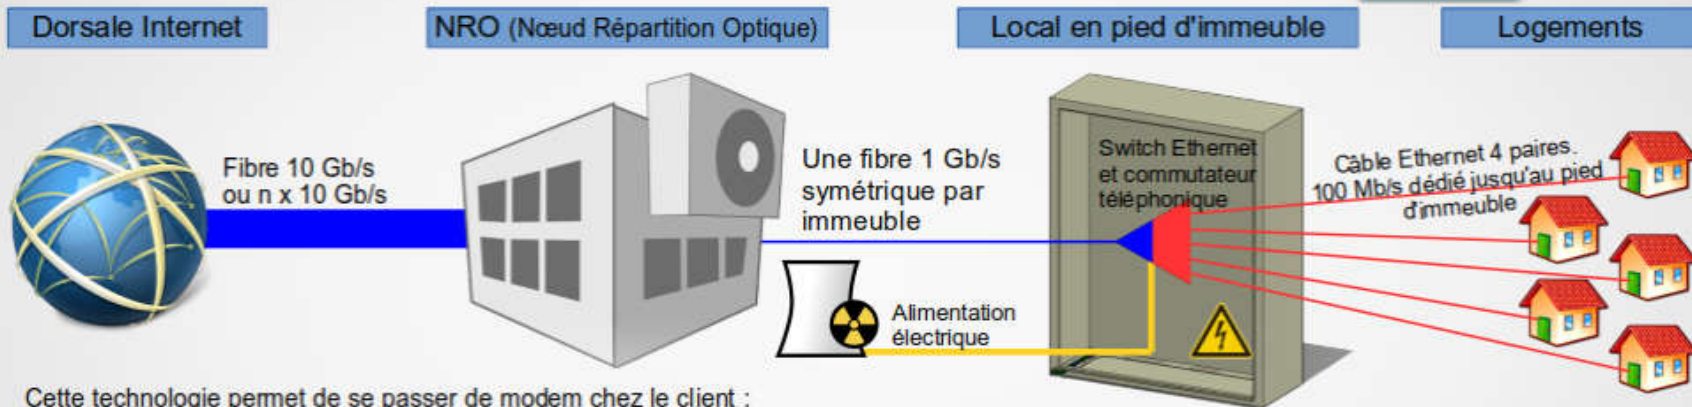 Dorsale Internet
NRO (Nœud Répartition Optique)
Local en pied d'immeuble
Logements
Fibre 10 Gb/s
ou n x 10 Gb/s
Une fibre 1 Gb/s
symétrique par
immeuble
Switch Ethernet
et commutateur
téléphonique
Câble Ethernet 4 paires.
100 Mb/s dédié jusqu'au pied
d'immeuble
Alimentation
électrique
Cette technologie permet de se passer de modem chez le client :